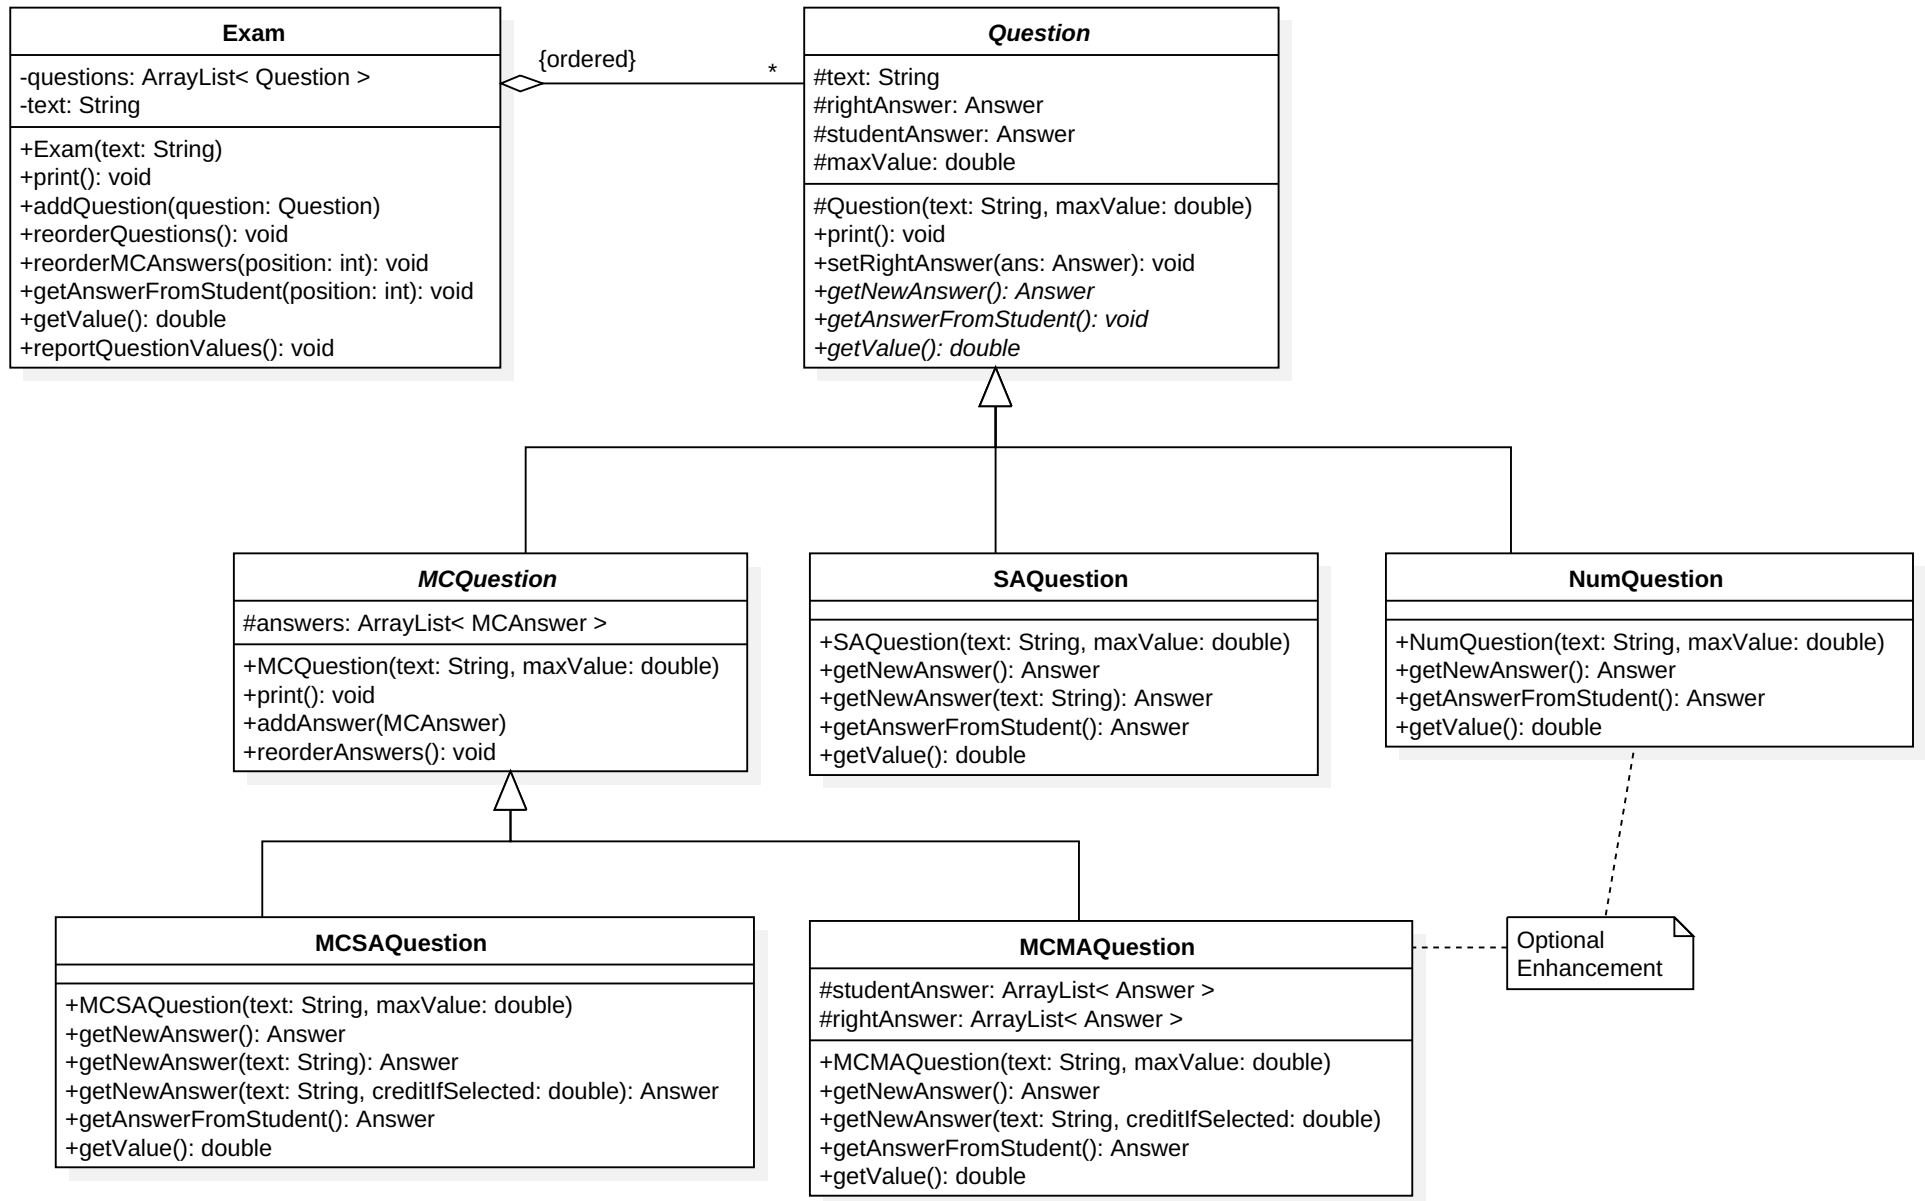 Exam
-questions: ArrayList< Question >
-text: String
+Exam(text: String)
+print(): void
+addQuestion(question: Question)
+reorderQuestions(): void
+reorderMCAnswers(position: int): void
+getAnswerFromStudent(position: int): void
+getValue(): double
+reportQuestionValues(): void
{ordered}
*
Question
#text: String
#rightAnswer: Answer
#studentAnswer: Answer
#maxValue: double
#Question(text: String, maxValue: double)
+print(): void
+setRightAnswer(ans: Answer): void
+getNewAnswer(): Answer
+getAnswerFromStudent(): void
+getValue(): double
MCQuestion
#answers: ArrayList< MCAnswer >
+MCQuestion(text: String, maxValue: double)
+print(): void
+addAnswer(MCAnswer)
+reorderAnswers(): void
SAQuestion
+SAQuestion(text: String, maxValue: double)
+getNewAnswer(): Answer
+getNewAnswer(text: String): Answer
+getAnswerFromStudent(): Answer
+getValue(): double
NumQuestion
+NumQuestion(text: String, maxValue: double)
+getNewAnswer(): Answer
+getAnswerFromStudent(): Answer
+getValue(): double
MCSAQuestion
+MCSAQuestion(text: String, maxValue: double)
+getNewAnswer(): Answer
+getNewAnswer(text: String): Answer
+getNewAnswer(text: String, creditIfSelected: double): Answer
+getAnswerFromStudent(): Answer
+getValue(): double
MCMAQuestion
#studentAnswer: ArrayList< Answer >
#rightAnswer: ArrayList< Answer >
+MCMAQuestion(text: String, maxValue: double)
+getNewAnswer(): Answer
+getNewAnswer(text: String, creditIfSelected: double)
+getAnswerFromStudent(): Answer
+getValue(): double
Optional
Enhancement